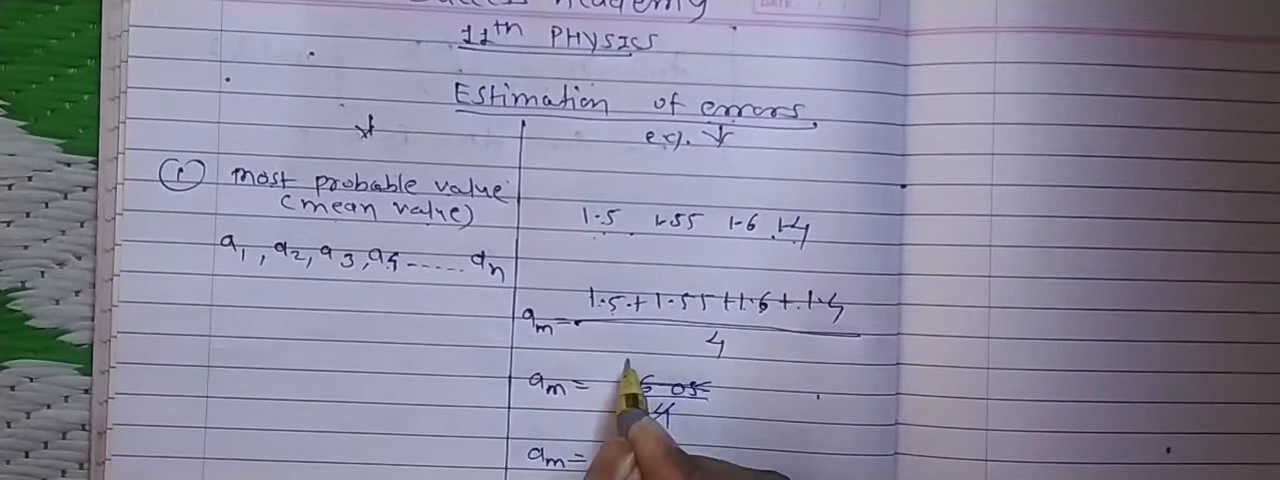 Academy
11th PHYSICS
Estimation of errors,
eg. ↓
① most probable value
(mean value)
1.5 1.55 1.6 1.4
a1, a2, a3, a4 ...... an
am = 1.5 + 1.55 + 1.6 + 1.4
4
am = 6.05
4
am =